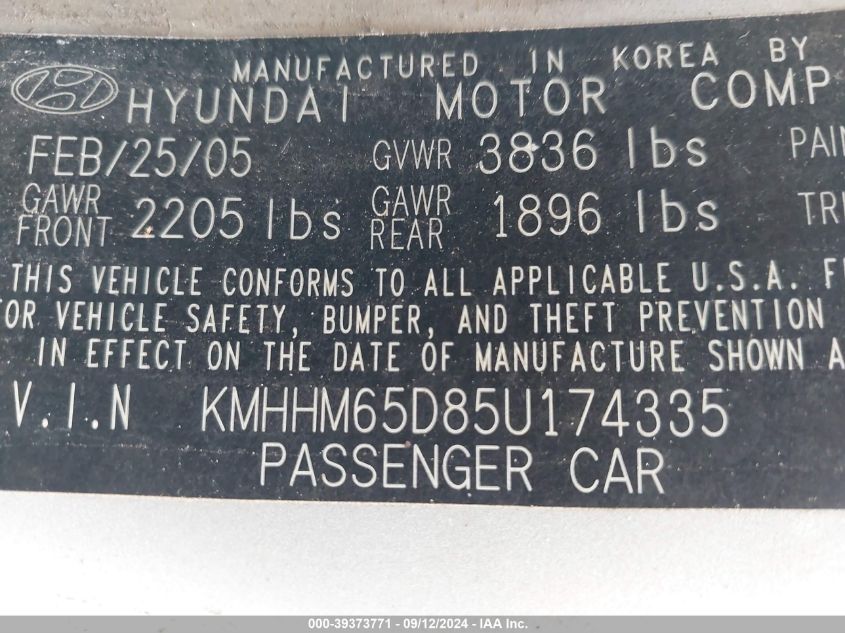 MANUFACTURED IN KOREA BY
HYUNDAI MOTOR COMP
FEB/25/05 GVWR 3836 lbs PAI
GAWR FRONT 2205 lbs GAWR REAR 1896 lbs TR
THIS VEHICLE CONFORMS TO ALL APPLICABLE U.S.A. F
OR VEHICLE SAFETY, BUMPER, AND THEFT PREVENTION
IN EFFECT ON THE DATE OF MANUFACTURE SHOWN A
V.I.N KMHHM65D85U174335
PASSENGER CAR
000-39373771 - 09/12/2024 - IAA Inc.